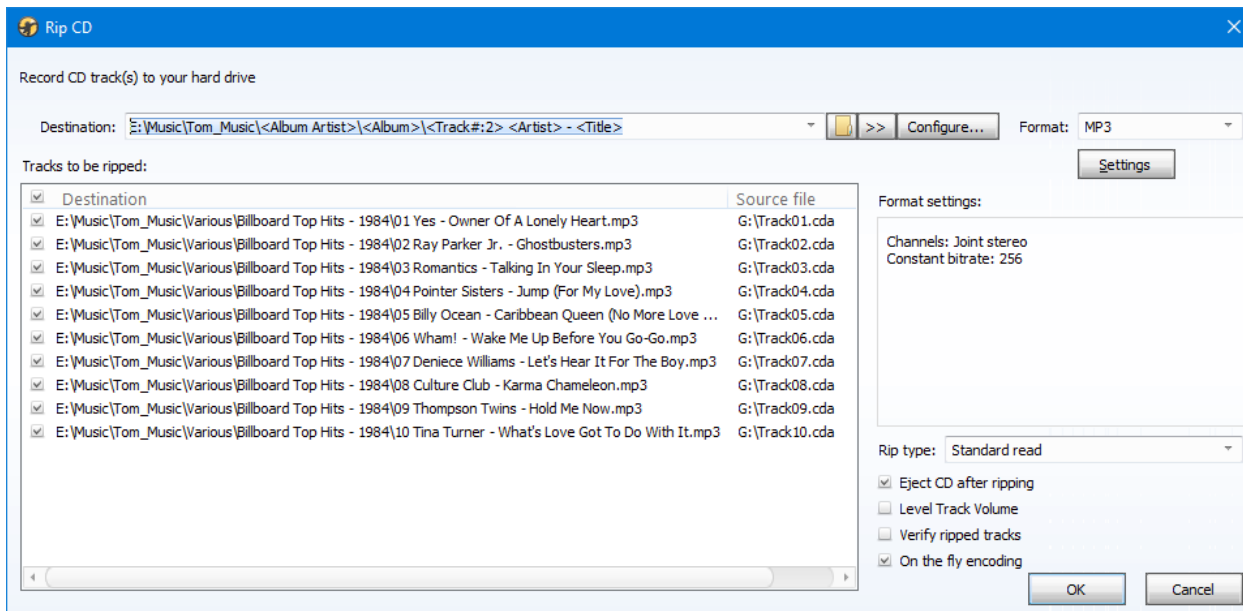 Rip CD
Record CD track(s) to your hard drive
Destination: E:\Music\Tom_Music\<Album Artist>\<Album>\<Track#:2> <Artist> - <Title> >> Configure... Format: MP3
Tracks to be ripped: Settings
Destination Source file
E:\Music\Tom_Music\Various\Billboard Top Hits - 1984\01 Yes - Owner Of A Lonely Heart.mp3 G:\Track01.cda
E:\Music\Tom_Music\Various\Billboard Top Hits - 1984\02 Ray Parker Jr. - Ghostbusters.mp3 G:\Track02.cda
E:\Music\Tom_Music\Various\Billboard Top Hits - 1984\03 Romantics - Talking In Your Sleep.mp3 G:\Track03.cda
E:\Music\Tom_Music\Various\Billboard Top Hits - 1984\04 Pointer Sisters - Jump (For My Love).mp3 G:\Track04.cda
E:\Music\Tom_Music\Various\Billboard Top Hits - 1984\05 Billy Ocean - Caribbean Queen (No More Love ... G:\Track05.cda
E:\Music\Tom_Music\Various\Billboard Top Hits - 1984\06 Wham! - Wake Me Up Before You Go-Go.mp3 G:\Track06.cda
E:\Music\Tom_Music\Various\Billboard Top Hits - 1984\07 Deniece Williams - Let's Hear It For The Boy.mp3 G:\Track07.cda
E:\Music\Tom_Music\Various\Billboard Top Hits - 1984\08 Culture Club - Karma Chameleon.mp3 G:\Track08.cda
E:\Music\Tom_Music\Various\Billboard Top Hits - 1984\09 Thompson Twins - Hold Me Now.mp3 G:\Track09.cda
E:\Music\Tom_Music\Various\Billboard Top Hits - 1984\10 Tina Turner - What's Love Got To Do With It.mp3 G:\Track10.cda
Format settings:
Channels: Joint stereo
Constant bitrate: 256
Rip type: Standard read
Eject CD after ripping
Level Track Volume
Verify ripped tracks
On the fly encoding
OK Cancel